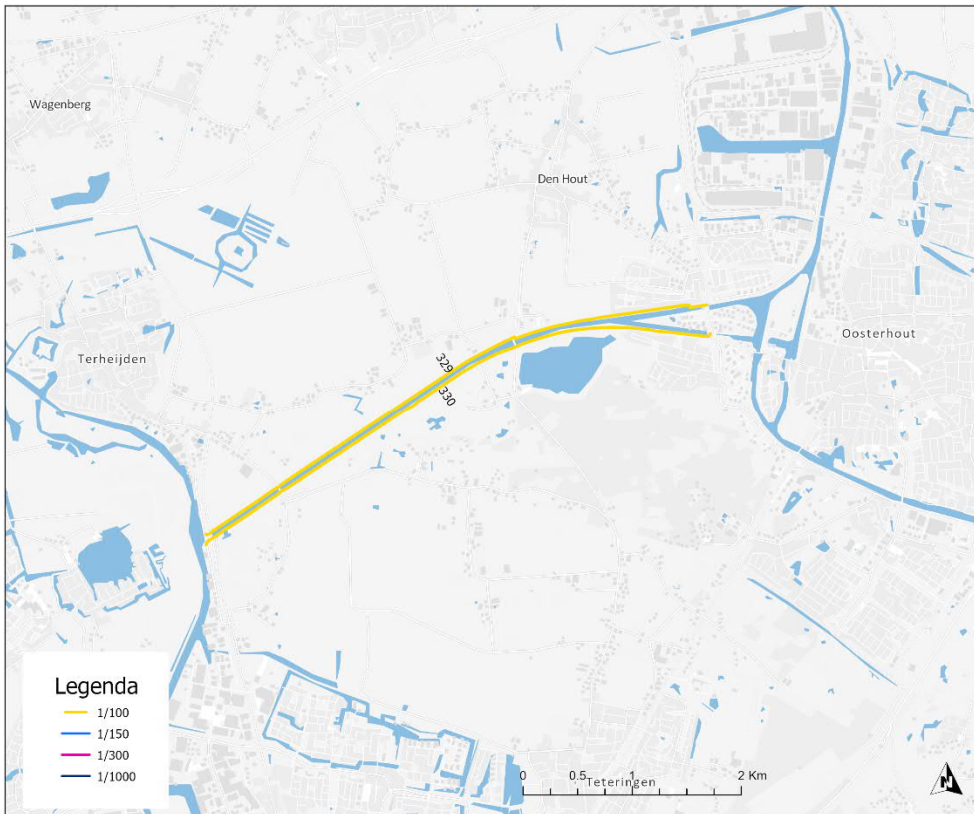 Wagenberg
Den Hout
Oosterhout
Terheijden
329
330
Legenda
1/100
1/150
1/300
1/1000
0 0.5 1 2 Km
Teteringen
N